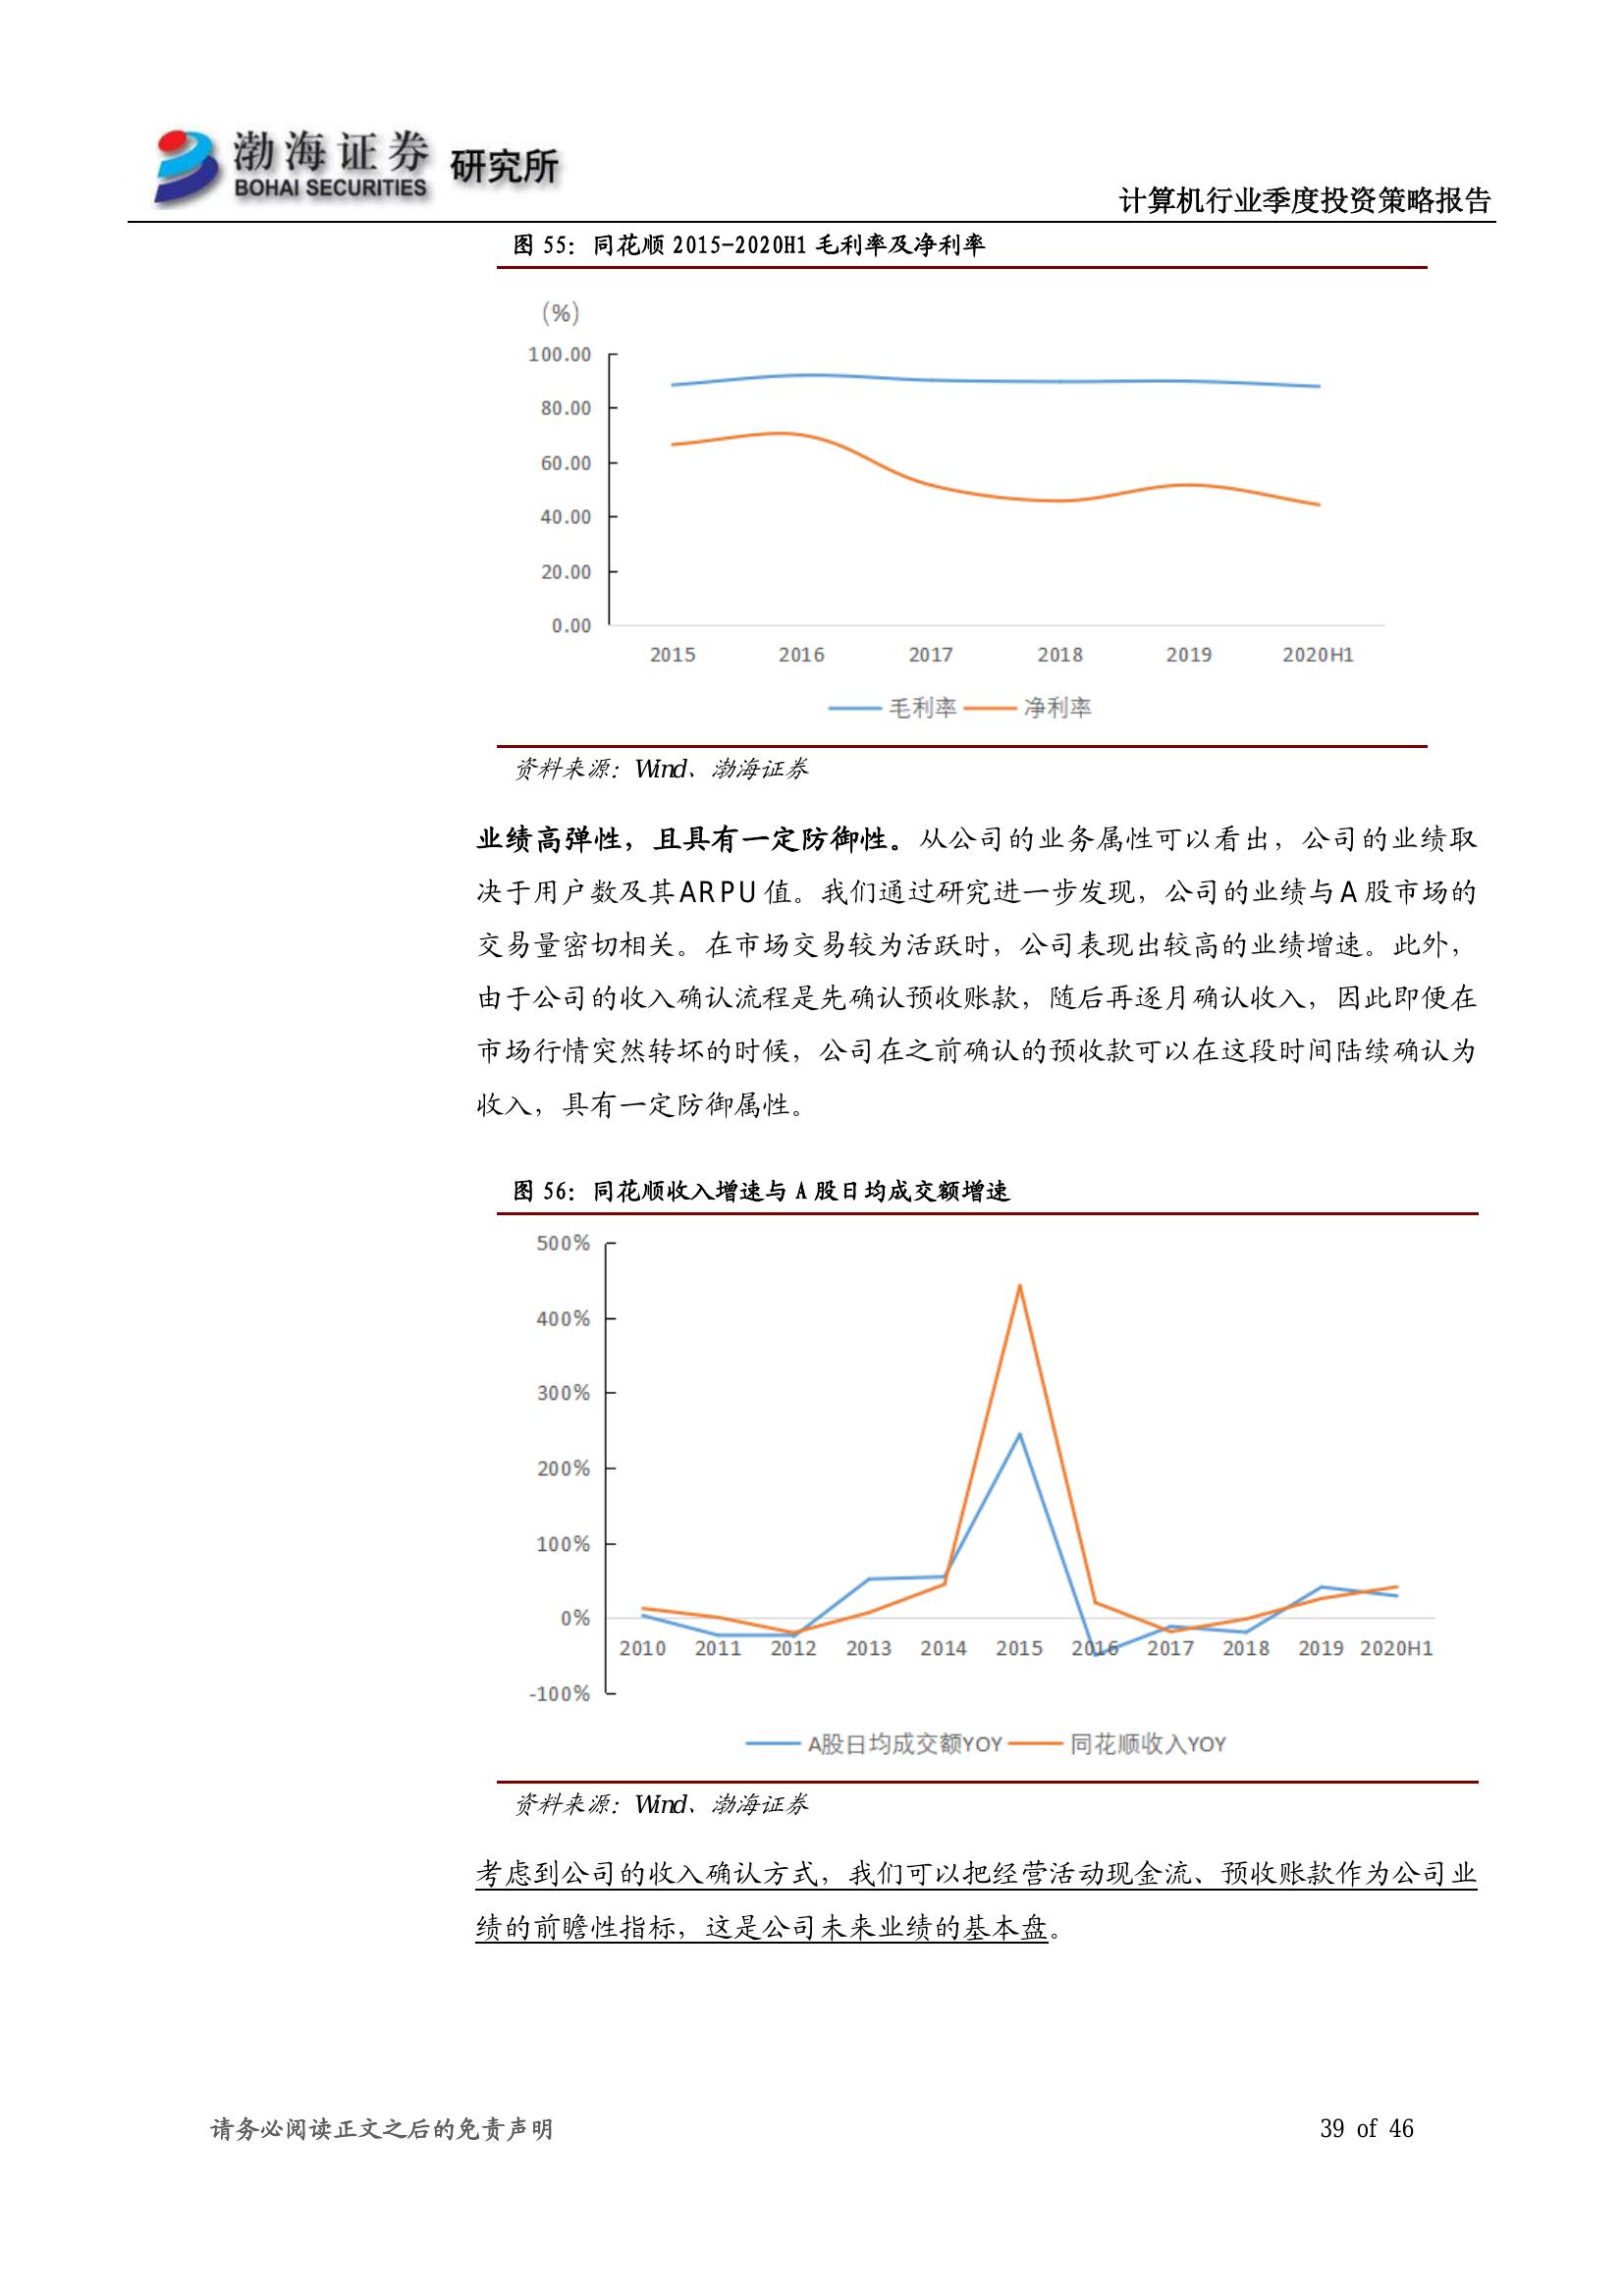 渤海证券 研究所
BOHAI SECURITIES
计算机行业季度投资策略报告
图 55：同花顺 2015-2020H1 毛利率及净利率
(%)
100.00
80.00
60.00
40.00
20.00
0.00
2015 2016 2017 2018 2019 2020H1
毛利率 净利率
资料来源：Wind、渤海证券
业绩高弹性，且具有一定防御性。从公司的业务属性可以看出，公司的业绩取
决于用户数及其 ARPU 值。我们通过研究进一步发现，公司的业绩与 A 股市场的
交易量密切相关。在市场交易较为活跃时，公司表现出较高的业绩增速。此外，
由于公司的收入确认流程是先确认预收账款，随后再逐月确认收入，因此即便在
市场行情突然转坏的时候，公司在之前确认的预收款可以在这段时间陆续确认为
收入，具有一定防御属性。
图 56：同花顺收入增速与 A 股日均成交额增速
500%
400%
300%
200%
100%
0%
2010 2011 2012 2013 2014 2015 2016 2017 2018 2019 2020H1
-100%
A股日均成交额YOY 同花顺收入YOY
资料来源：Wind、渤海证券
考虑到公司的收入确认方式，我们可以把经营活动现金流、预收账款作为公司业
绩的前瞻性指标，这是公司未来业绩的基本盘。
请务必阅读正文之后的免责声明 39 of 46